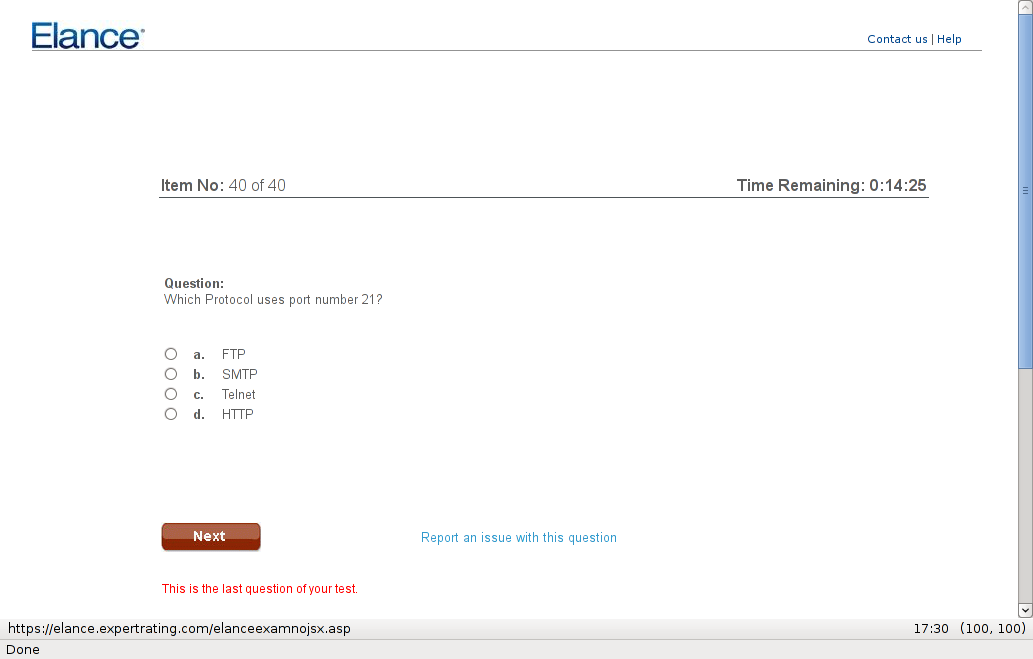 Elance®
Contact us | Help
Item No: 40 of 40
Time Remaining: 0:14:25
Question:
Which Protocol uses port number 21?
a. FTP
b. SMTP
c. Telnet
d. HTTP
Next
Report an issue with this question
This is the last question of your test.
https://elance.expertrating.com/elanceexamnojsx.asp
17:30 (100, 100)
Done